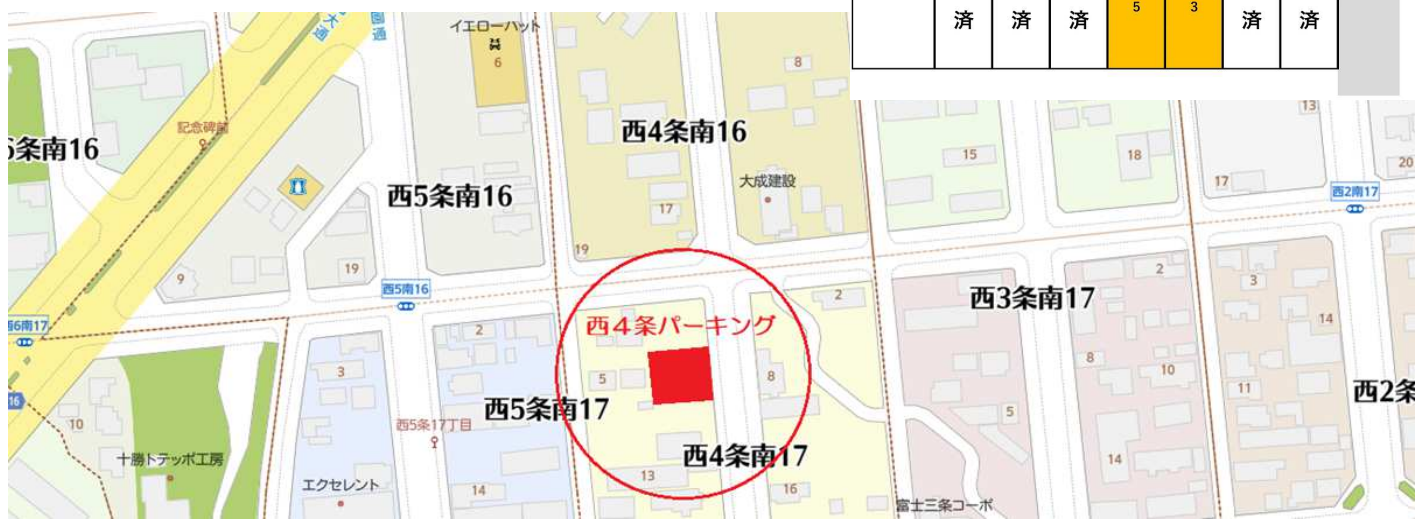 済 済 済 5 3 済 済
大通
イエローハット
6
8
記念碑前
西4条南16
条南16
13
15
18
大成建設
17
20
西2南17
西5条南16
17
19
9
19
西5南16
2
2
3
西3条南17
西6南17
西4条パーキング
2
14
3
8
10
5
8
11
16
西5条南17
西2条
5
10
西5条17丁目
西4条南17
十勝トテッポ工房
14
13
エクセレント
14
16
富士三条コーポ